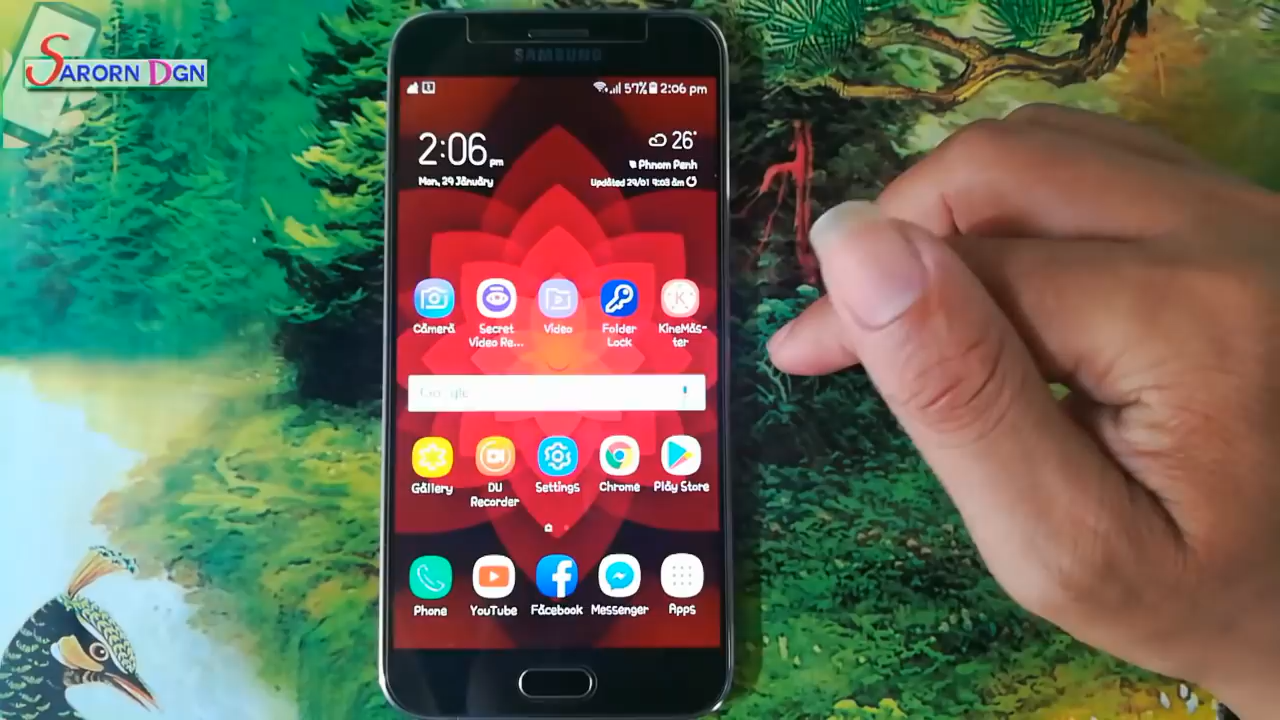 SARORN DGN
SAMSUNG
57% 2:06 pm
2:06 pm
Mon, 29 January
26°
Phnom Penh
Updated 29/01 9:03 am
Camera
Secret
Video Re...
Video
Folder
Lock
KineMas-
ter
Google
Gallery
DU
Recorder
Settings
Chrome
Play Store
Phone
YouTube
Facebook
Messenger
Apps